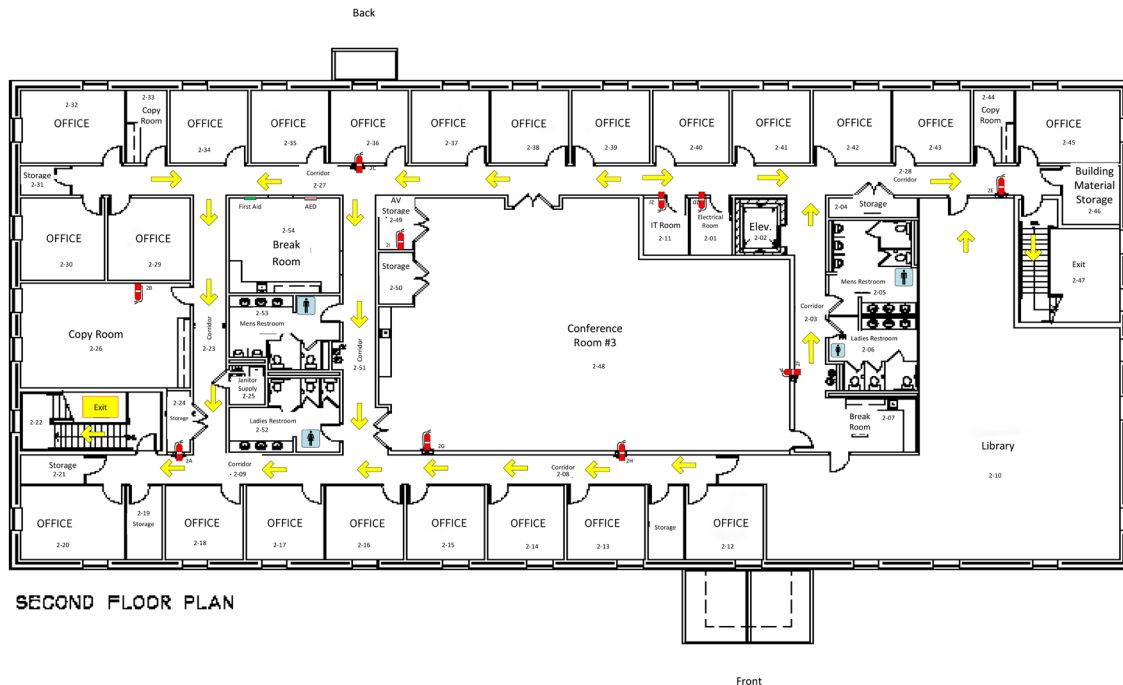 Back
2-32
OFFICE
2-33
Copy
Room
OFFICE
2-34
OFFICE
2-35
OFFICE
2-36
OFFICE
2-37
OFFICE
2-38
OFFICE
2-39
OFFICE
2-40
OFFICE
2-41
OFFICE
2-42
OFFICE
2-43
2-44
Copy
Room
OFFICE
2-45
Storage
2-31
Corridor
2-27
2C
2-28
Corridor
2E
Building
Material
Storage
2-46
OFFICE
2-30
OFFICE
2-29
First Aid
AED
2-54
Break
Room
AV
Storage
2-49
2I
Storage
2-50
2Z
IT Room
2-11
2D
Electrical
Room
2-01
Elev.
2-02
2-04
Storage
Exit
2-47
2B
Copy Room
2-26
Corridor
2-23
2-53
Mens Restroom
Corridor
2-51
Conference
Room #3
2-48
Corridor
2-03
Mens Restroom
2-05
Ladies Restroom
2-06
2-22
Exit
2-24
Storage
Janitor
Supply
2-25
Ladies Restroom
2-52
Break
Room
2-07
Library
2-10
2A
2G
2H
Storage
2-21
Corridor
2-09
Corridor
2-08
OFFICE
2-20
2-19
Storage
OFFICE
2-18
OFFICE
2-17
OFFICE
2-16
OFFICE
2-15
OFFICE
2-14
OFFICE
2-13
Storage
OFFICE
2-12
SECOND FLOOR PLAN
Front